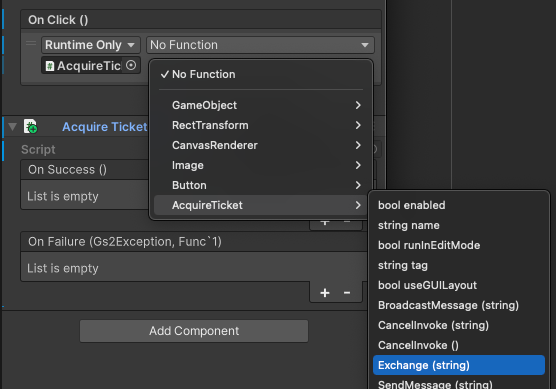 On Click ()
Runtime Only
No Function
AcquireTic
✓ No Function
GameObject
RectTransform
CanvasRenderer
Image
Button
AcquireTicket
Acquire Ticket
Script
On Success ()
List is empty
+ -
On Failure (Gs2Exception, Func`1)
List is empty
+ -
Add Component
bool enabled
string name
bool runInEditMode
string tag
bool useGUILayout
BroadcastMessage (string)
CancelInvoke (string)
CancelInvoke ()
Exchange (string)
SendMessage (string)